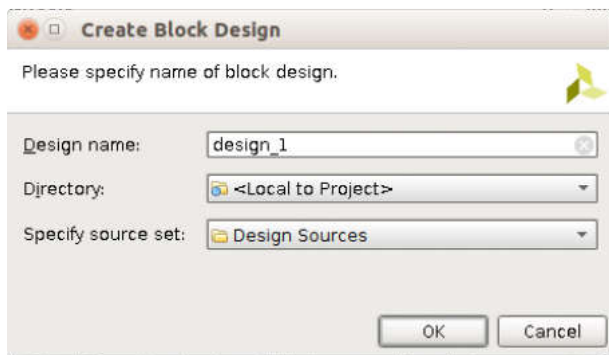 Create Block Design
Please specify name of block design.
Design name: design_1
Directory: <Local to Project>
Specify source set: Design Sources
OK Cancel